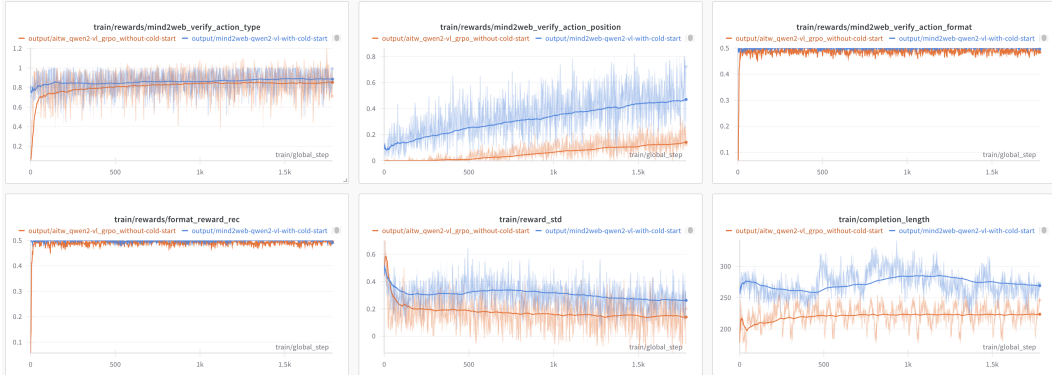 train/rewards/mind2web_verify_action_type
output/aitw_qwen2-vl_grpo_without-cold-start output/mind2web-qwen2-vl-with-cold-start
1.2
1
0.8
0.6
0.4
0.2
train/global_step
0 500 1k 1.5k
train/rewards/mind2web_verify_action_position
output/aitw_qwen2-vl_grpo_without-cold-start output/mind2web-qwen2-vl-with-cold-start
0.8
0.6
0.4
0.2
0
train/global_step
0 500 1k 1.5k
train/rewards/mind2web_verify_action_format
output/aitw_qwen2-vl_grpo_without-cold-start output/mind2web-qwen2-vl-with-cold-start
0.5
0.4
0.3
0.2
0.1
train/global_step
0 500 1k 1.5k
train/rewards/format_reward_rec
output/aitw_qwen2-vl_grpo_without-cold-start output/mind2web-qwen2-vl-with-cold-start
0.5
0.4
0.3
0.2
0.1
train/global_step
0 500 1k 1.5k
train/reward_std
output/aitw_qwen2-vl_grpo_without-cold-start output/mind2web-qwen2-vl-with-cold-start
0.6
0.4
0.2
0
train/global_step
0 500 1k 1.5k
train/completion_length
output/aitw_qwen2-vl_grpo_without-cold-start output/mind2web-qwen2-vl-with-cold-start
300
250
200
train/global_step
0 500 1k 1.5k